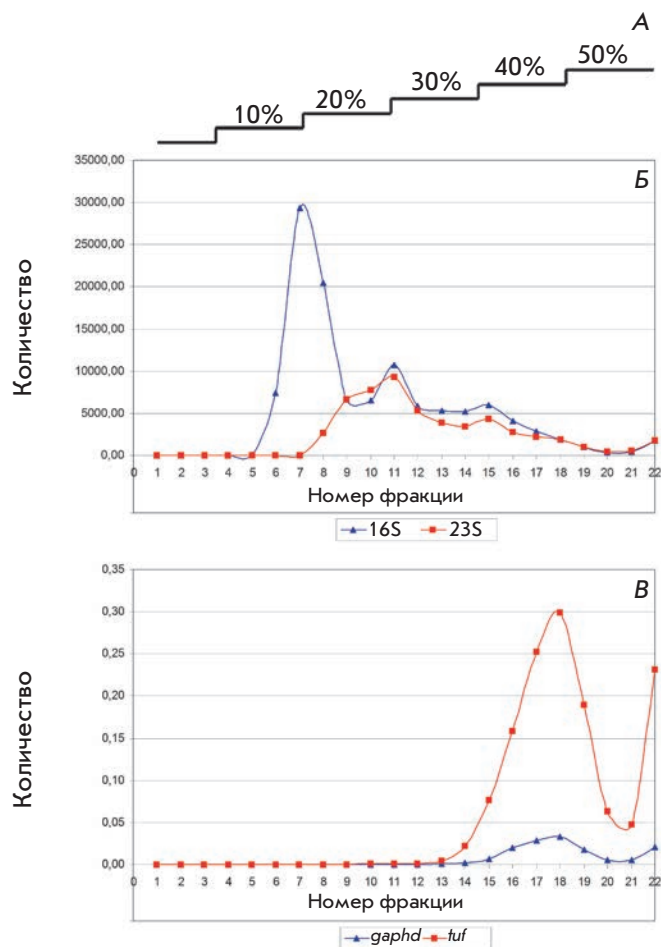 А
10% 20% 30% 40% 50%
Б
Количество
35000,00
30000,00
25000,00
20000,00
15000,00
10000,00
5000,00
0,00
0 1 2 3 4 5 6 7 8 9 10 11 12 13 14 15 16 17 18 19 20 21 22
Номер фракции
16S 23S
В
Количество
0,35
0,30
0,25
0,20
0,15
0,10
0,05
0,00
0 1 2 3 4 5 6 7 8 9 10 11 12 13 14 15 16 17 18 19 20 21 22
Номер фракции
gaphd tuf